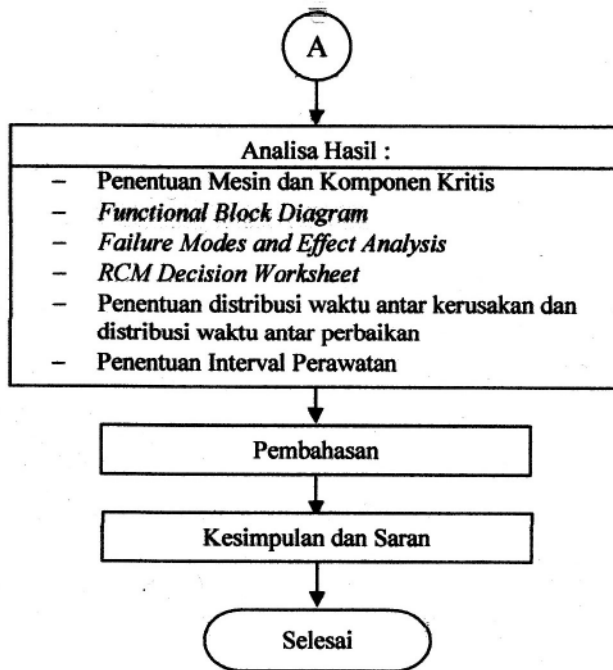 A
Analisa Hasil :
– Penentuan Mesin dan Komponen Kritis
– Functional Block Diagram
– Failure Modes and Effect Analysis
– RCM Decision Worksheet
– Penentuan distribusi waktu antar kerusakan dan
distribusi waktu antar perbaikan
– Penentuan Interval Perawatan
Pembahasan
Kesimpulan dan Saran
Selesai